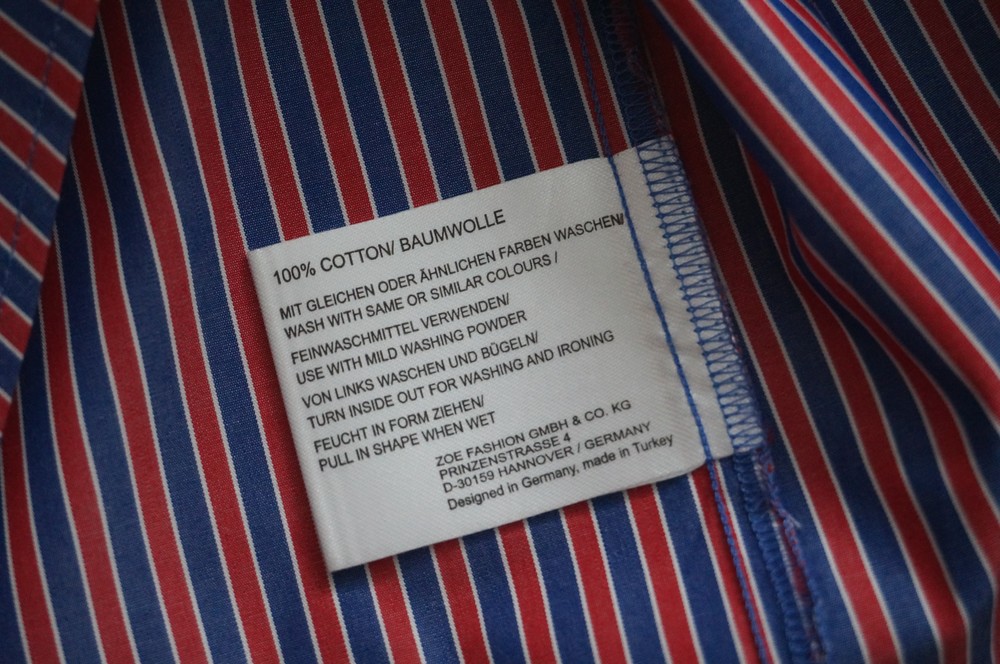 100% COTTON/ BAUMWOLLE
MIT GLEICHEN ODER ÄHNLICHEN FARBEN WASCHEN/
WASH WITH SAME OR SIMILAR COLOURS /
FEINWASCHMITTEL VERWENDEN/
USE WITH MILD WASHING POWDER
VON LINKS WASCHEN UND BÜGELN/
TURN INSIDE OUT FOR WASHING AND IRONING
FEUCHT IN FORM ZIEHEN/
PULL IN SHAPE WHEN WET
ZOE FASHION GMBH & CO. KG
PRINZENSTRASSE 4
D-30159 HANNOVER / GERMANY
Designed in Germany, made in Turkey